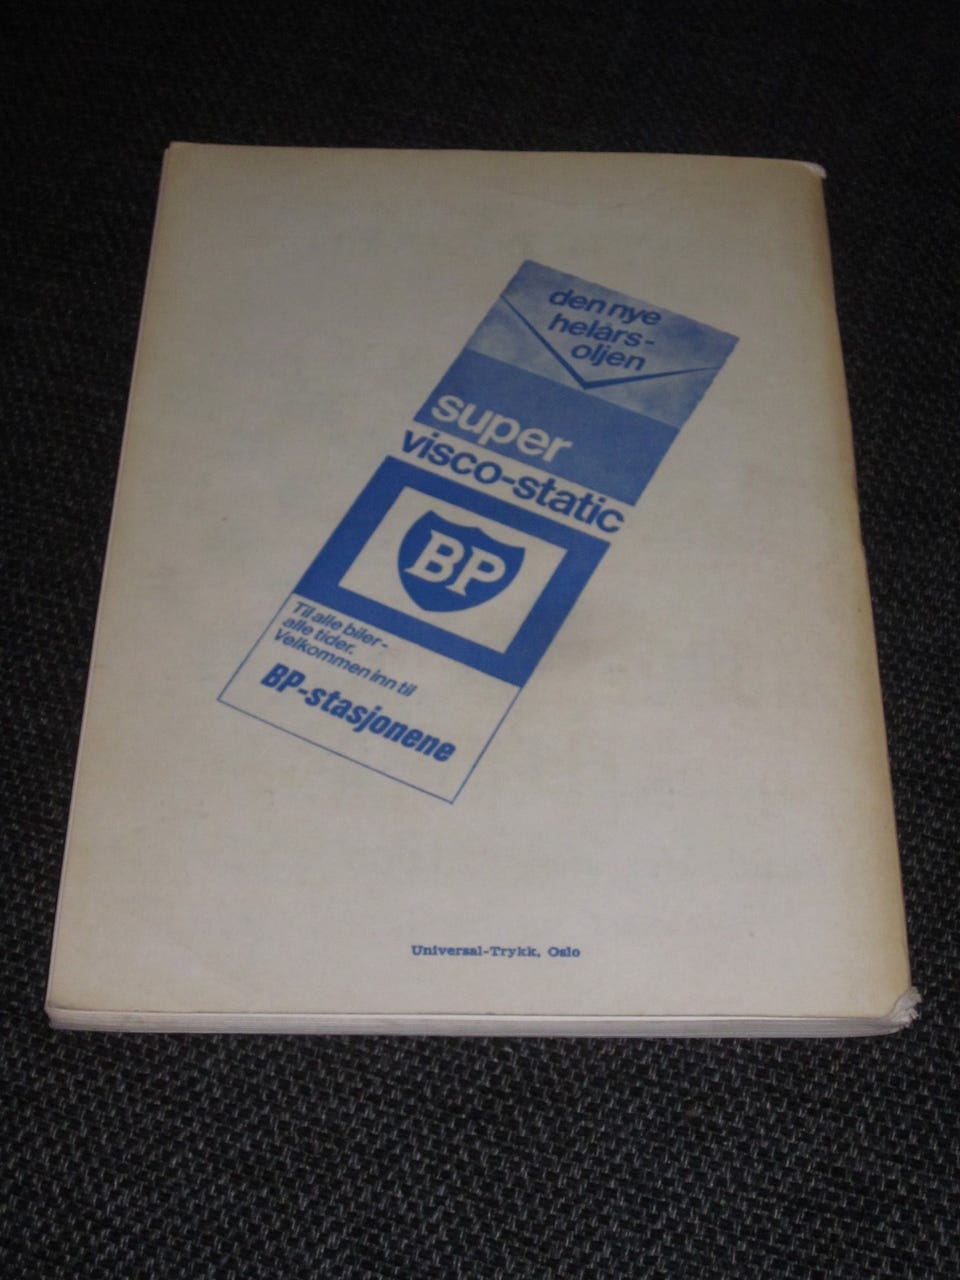 den nye
helårs-
oljen
super
visco-static
BP
Til alle biler-
alle tider.
Velkommen inn til
BP-stasjonene
Universal-Trykk, Oslo